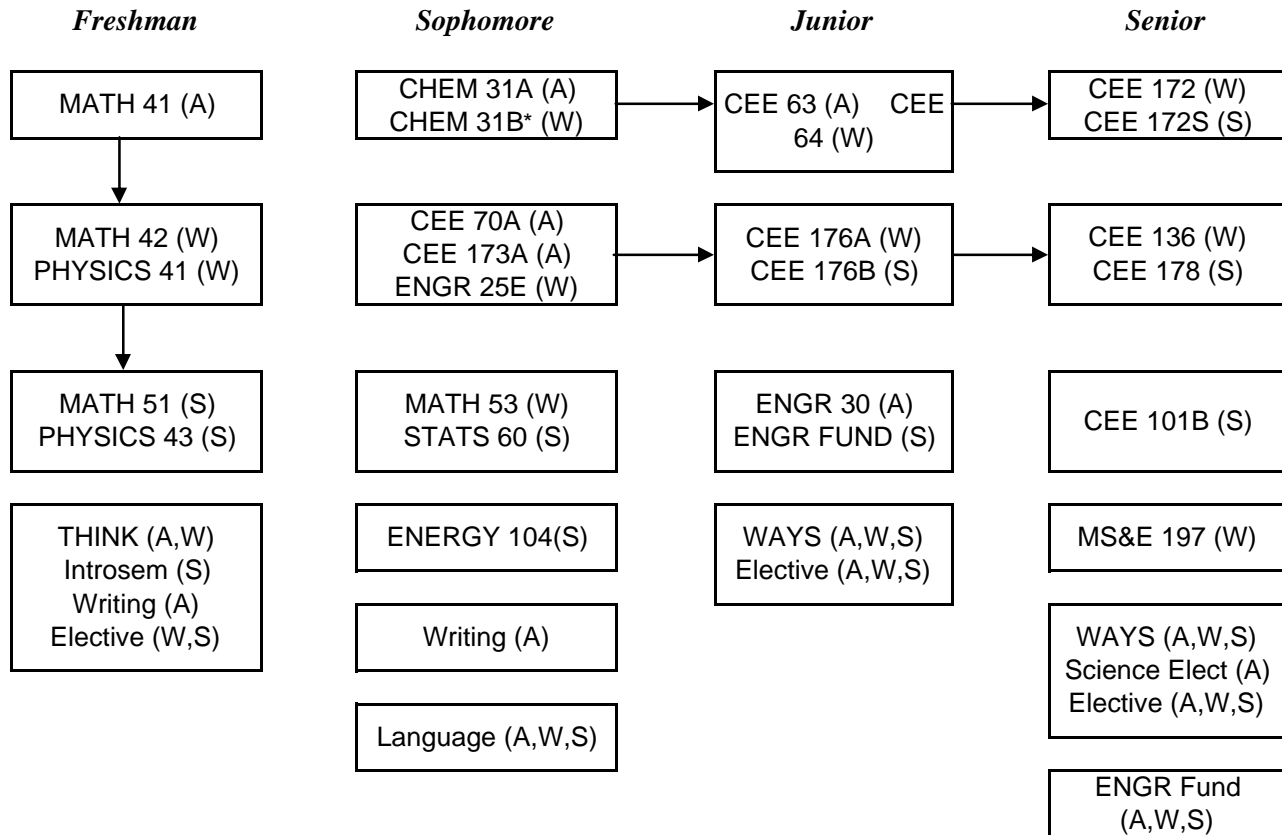 Freshman
Sophomore
Junior
Senior
MATH 41 (A)
CHEM 31A (A)
CHEM 31B* (W)
CEE 63 (A) CEE
64 (W)
CEE 172 (W)
CEE 172S (S)
MATH 42 (W)
PHYSICS 41 (W)
CEE 70A (A)
CEE 173A (A)
ENGR 25E (W)
CEE 176A (W)
CEE 176B (S)
CEE 136 (W)
CEE 178 (S)
MATH 51 (S)
PHYSICS 43 (S)
MATH 53 (W)
STATS 60 (S)
ENGR 30 (A)
ENGR FUND (S)
CEE 101B (S)
THINK (A,W)
Introsem (S)
Writing (A)
Elective (W,S)
ENERGY 104(S)
WAYS (A,W,S)
Elective (A,W,S)
MS&E 197 (W)
Writing (A)
WAYS (A,W,S)
Science Elect (A)
Elective (A,W,S)
Language (A,W,S)
ENGR Fund
(A,W,S)